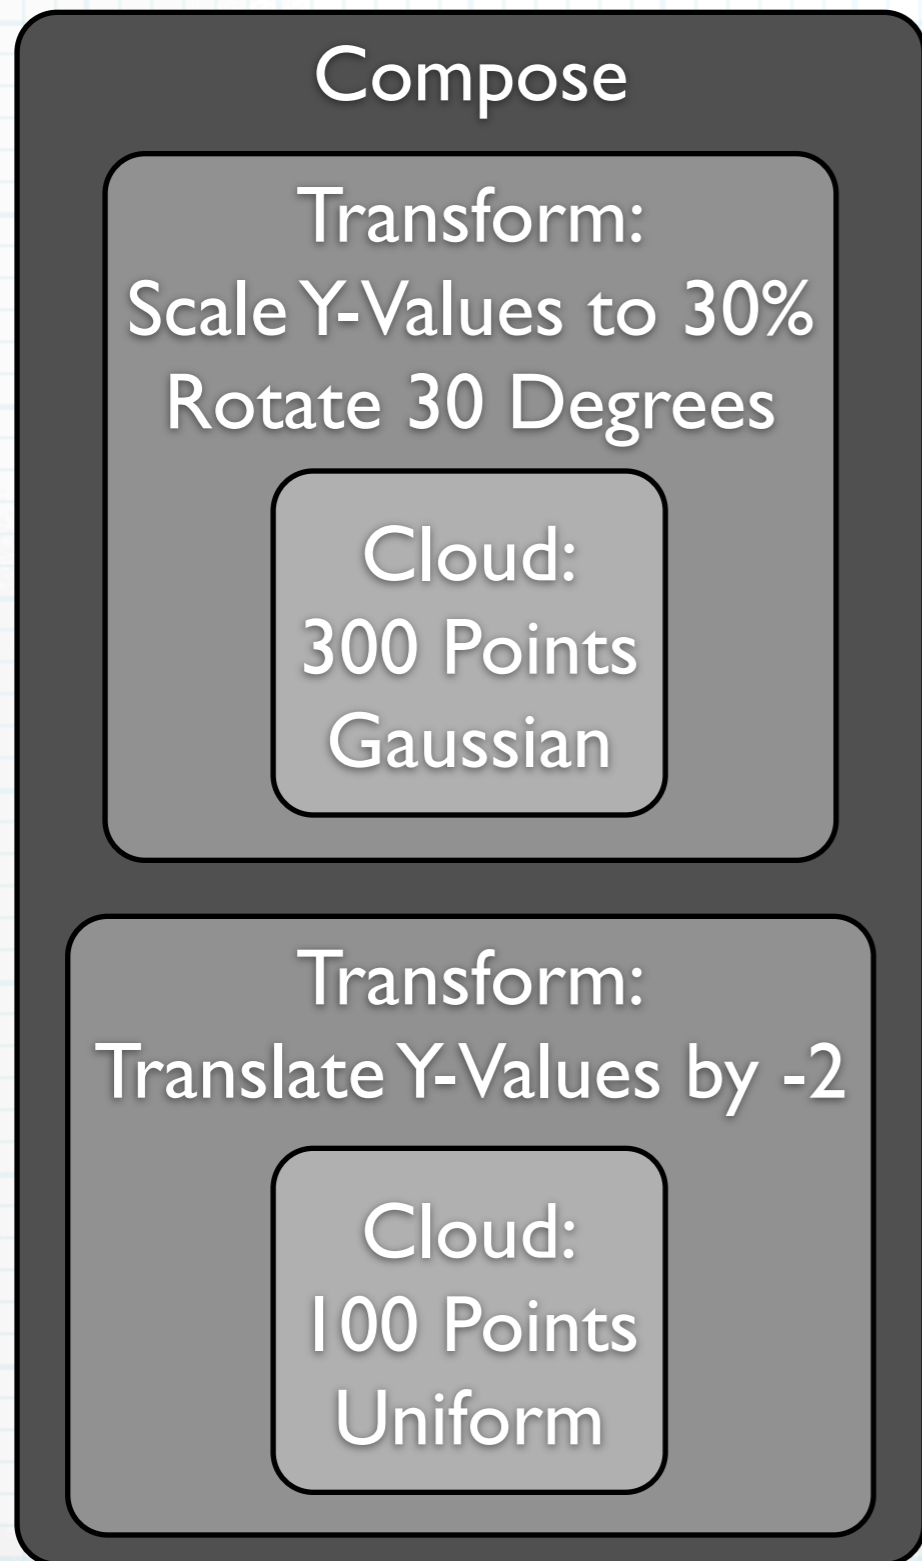 Compose
Transform:
Scale Y-Values to 30%
Rotate 30 Degrees
Cloud:
300 Points
Gaussian
Transform:
Translate Y-Values by -2
Cloud:
100 Points
Uniform